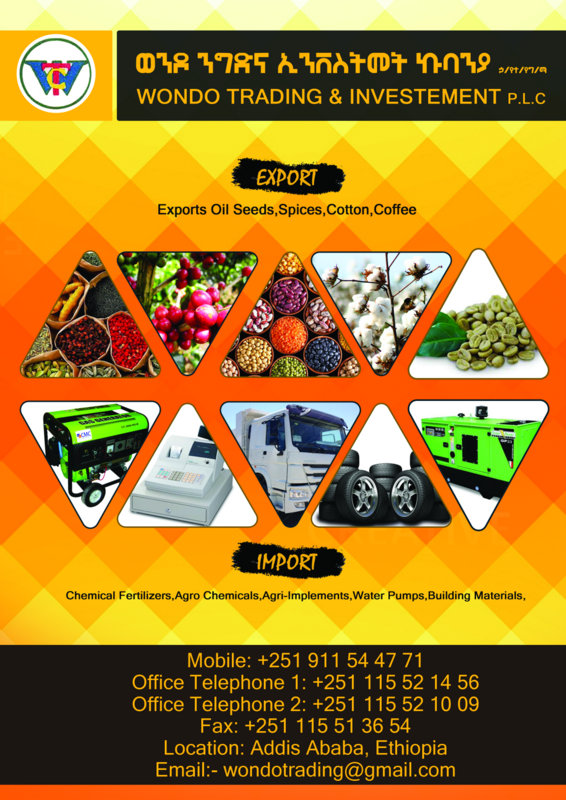 WTC
ወንዶ ንግድና ኢንቨስትመት ኩባንያ ኃ/የተ/የግ/ማ
WONDO TRADING & INVESTEMENT P.L.C
EXPORT
Exports Oil Seeds,Spices,Cotton,Coffee
IMPORT
Chemical Fertilizers,Agro Chemicals,Agri-Implements,Water Pumps,Building Materials,
Mobile: +251 911 54 47 71
Office Telephone 1: +251 115 52 14 56
Office Telephone 2: +251 115 52 10 09
Fax: +251 115 51 36 54
Location: Addis Ababa, Ethiopia
Email:- wondotrading@gmail.com